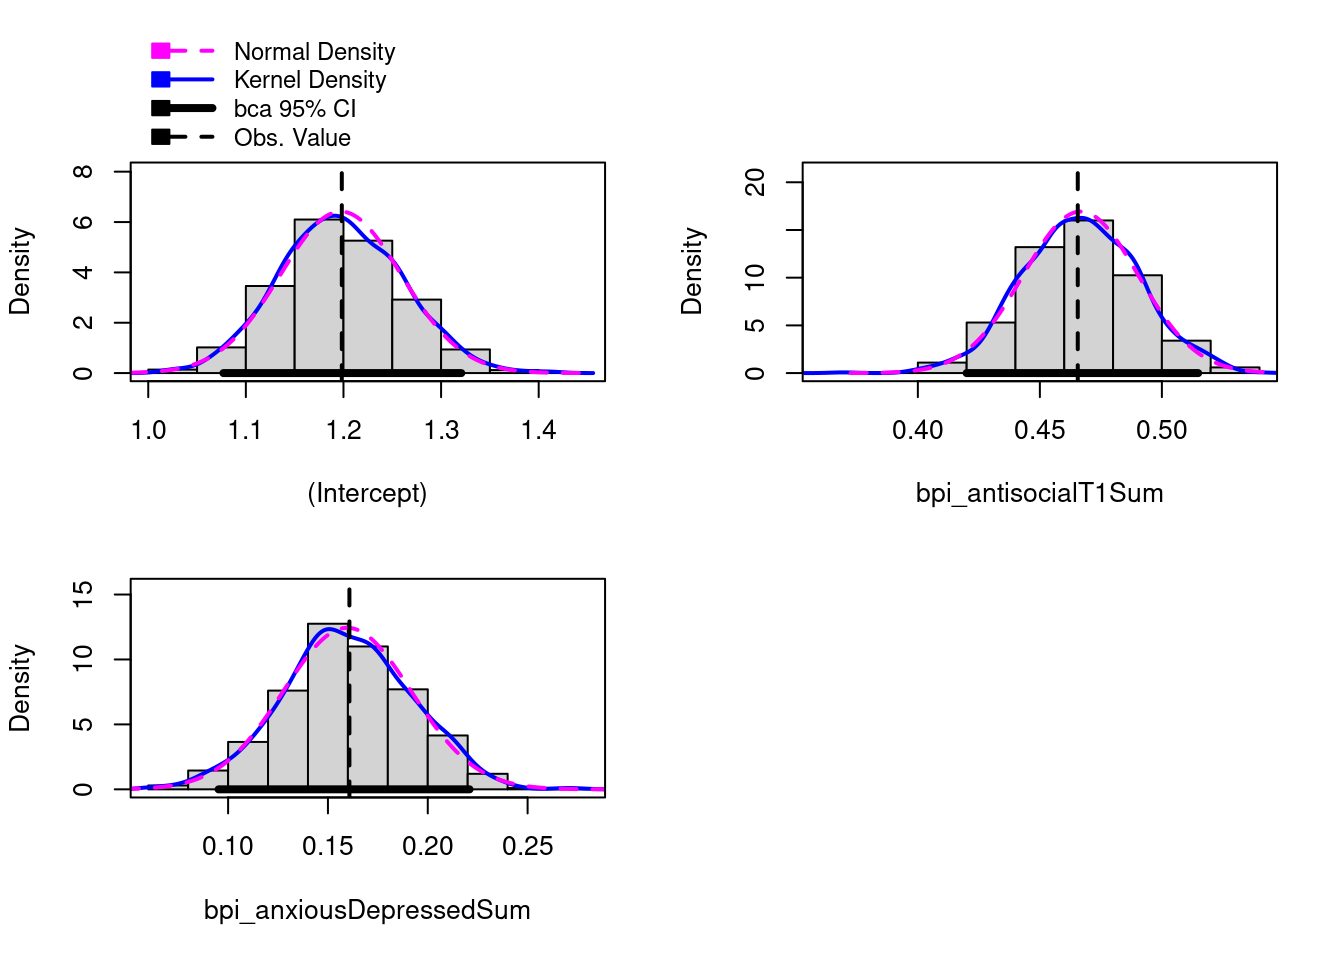 Normal Density
Kernel Density
bca 95% CI
Obs. Value
Density
0 2 4 6 8
1.0 1.1 1.2 1.3 1.4
(Intercept)
Density
0 5 10 20
0.40 0.45 0.50
bpi_antisocialT1Sum
Density
0 5 10 15
0.10 0.15 0.20 0.25
bpi_anxiousDepressedSum